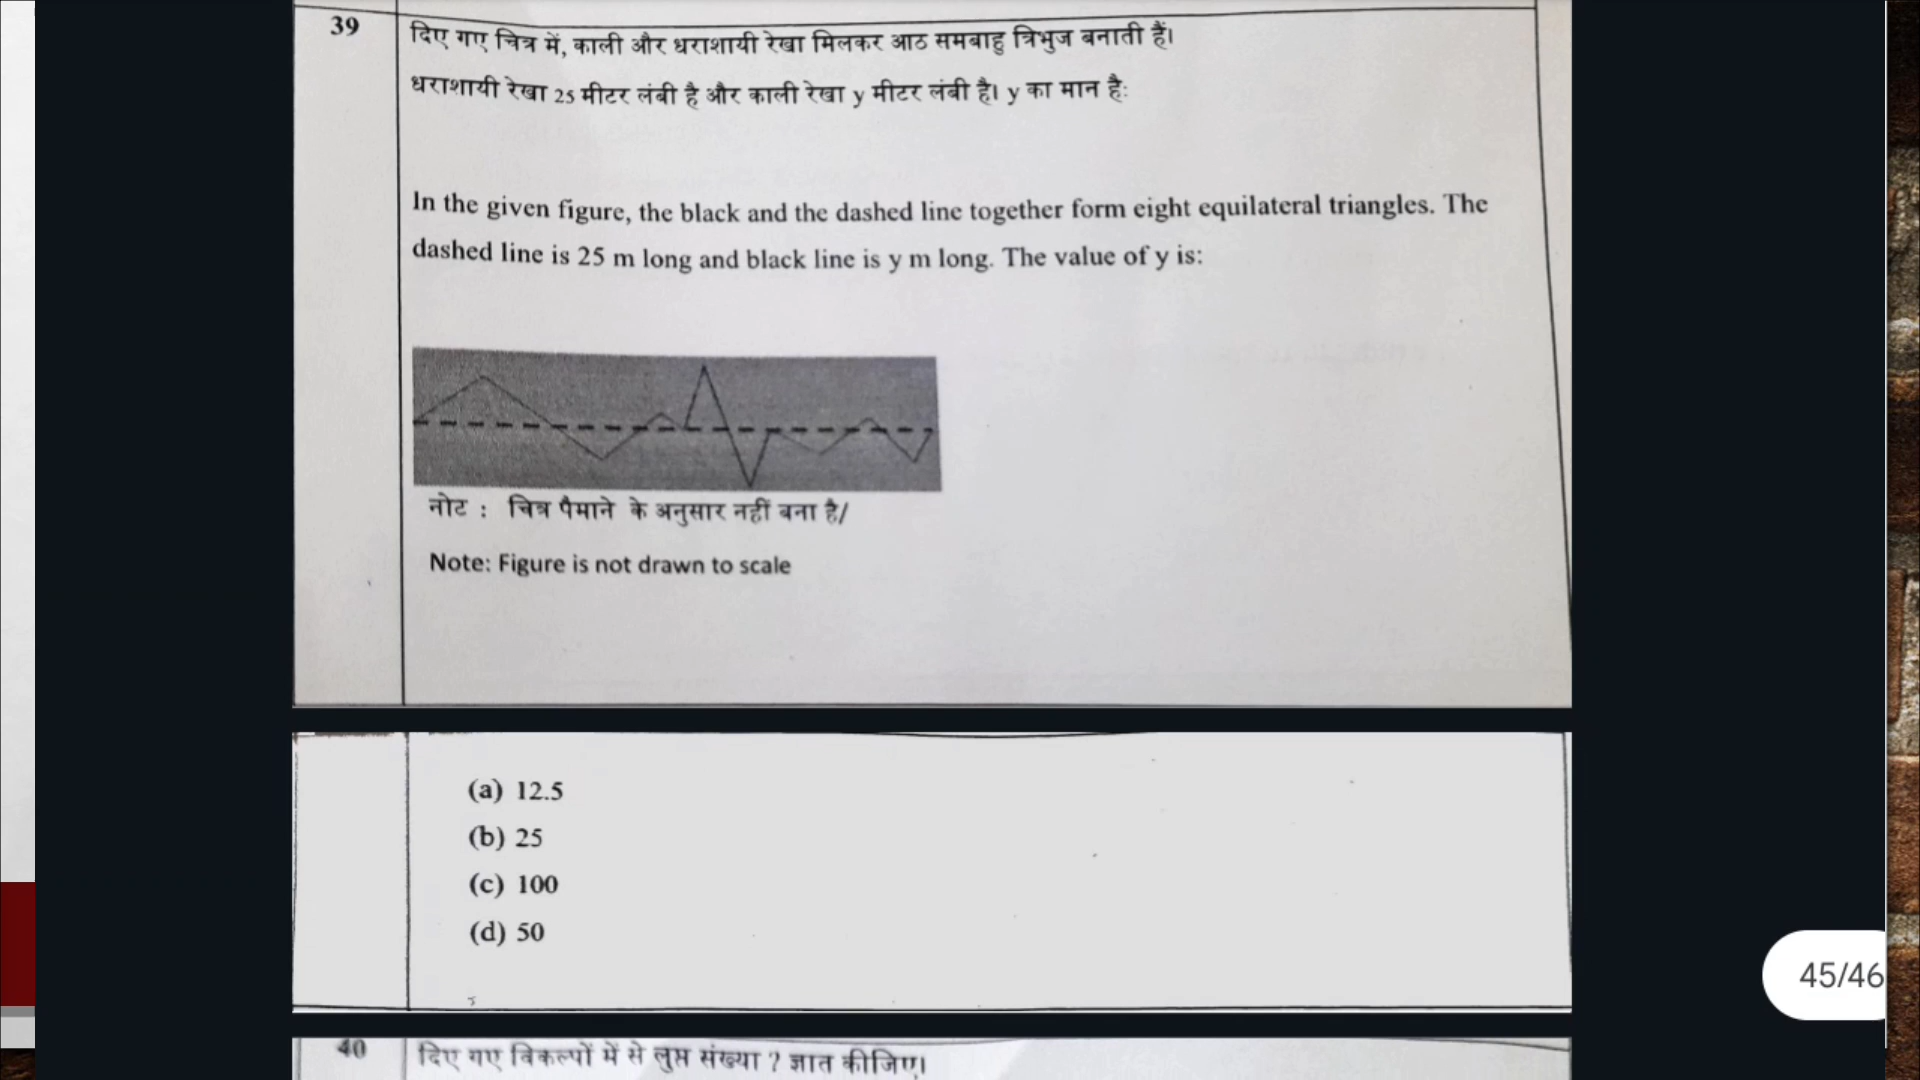 39
दिए गए चित्र में, काली और धराशायी रेखा मिलकर आठ समबाहु त्रिभुज बनाती हैं।
धराशायी रेखा 25 मीटर लंबी है और काली रेखा y मीटर लंबी है। y का मान है:
In the given figure, the black and the dashed line together form eight equilateral triangles. The
dashed line is 25 m long and black line is y m long. The value of y is:
नोट : चित्र पैमाने के अनुसार नहीं बना है/
Note: Figure is not drawn to scale
(a) 12.5
(b) 25
(c) 100
(d) 50
45/46
40
दिए गए विकल्पों में से लुप्त संख्या ? ज्ञात कीजिए।